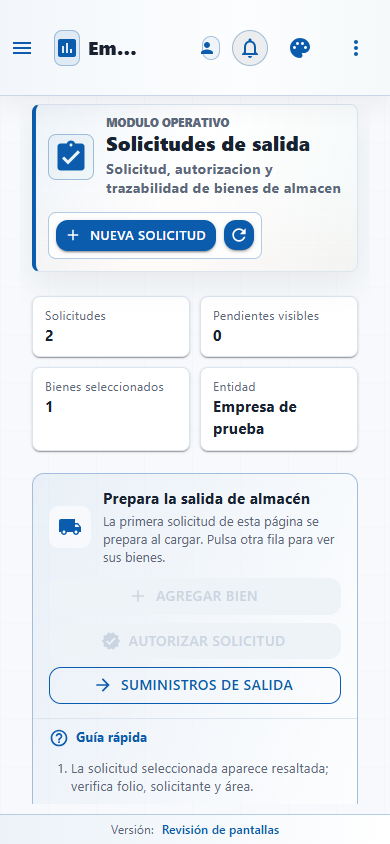 Em...
MODULO OPERATIVO
Solicitudes de salida
Solicitud, autorizacion y
trazabilidad de bienes de almacen
NUEVA SOLICITUD
Solicitudes
2
Pendientes visibles
0
Bienes seleccionados
1
Entidad
Empresa de
prueba
Prepara la salida de almacén
La primera solicitud de esta página se
prepara al cargar. Pulsa otra fila para ver
sus bienes.
AGREGAR BIEN
AUTORIZAR SOLICITUD
SUMINISTROS DE SALIDA
Guía rápida
1. La solicitud seleccionada aparece resaltada;
verifica folio, solicitante y área.
Versión: Revisión de pantallas